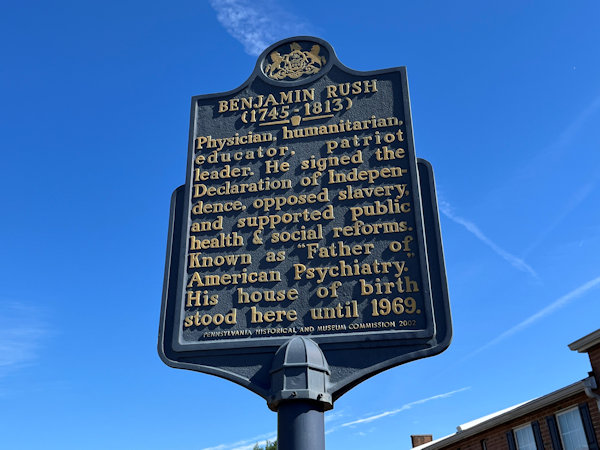 BENJAMIN RUSH
(1745-1813)
Physician, humanitarian,
educator, patriot
leader. He signed the
Declaration of Indepen-
dence, opposed slavery,
and supported public
health & social reforms.
Known as "Father of
American Psychiatry."
His house of birth
stood here until 1969.
PENNSYLVANIA HISTORICAL AND MUSEUM COMMISSION 2002